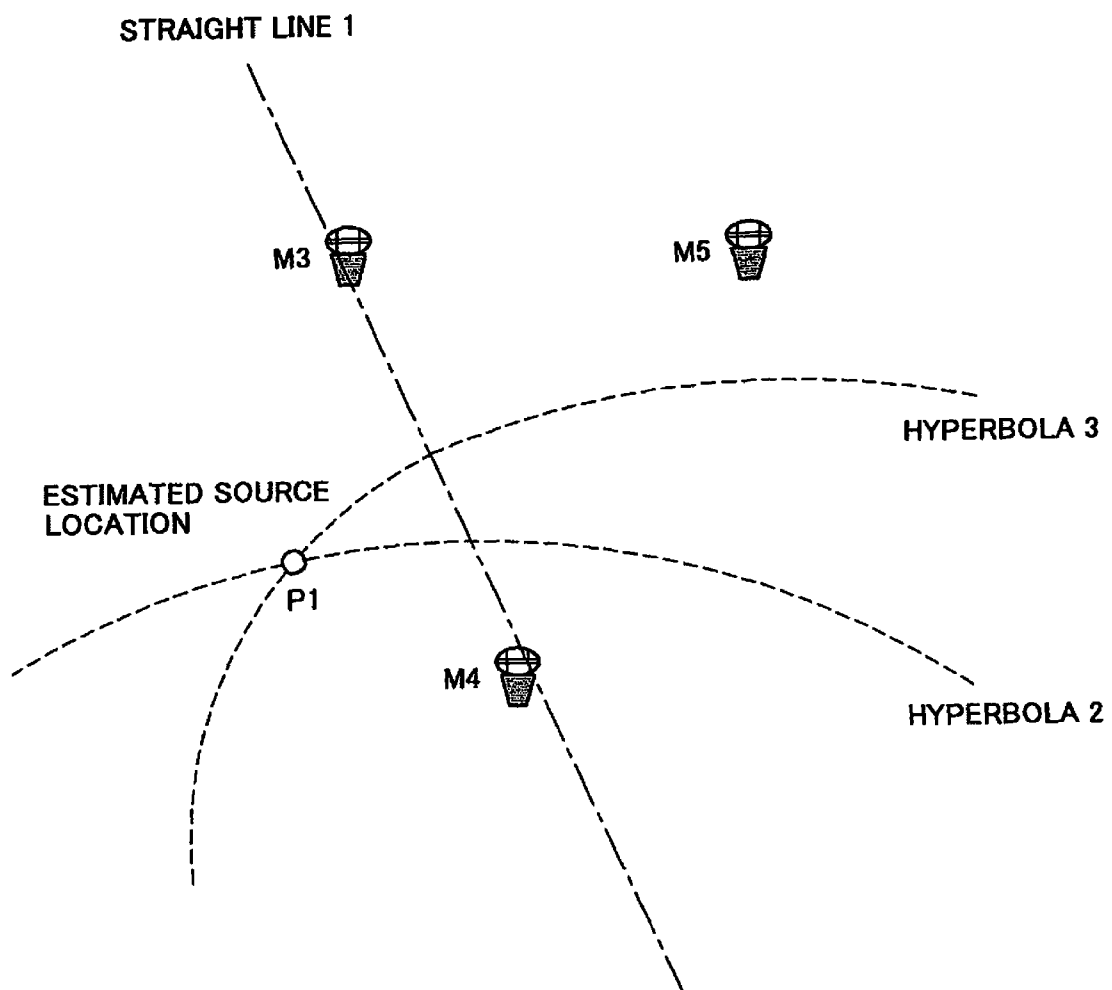 STRAIGHT LINE 1
M3
M5
HYPERBOLA 3
ESTIMATED SOURCE
LOCATION
P1
M4
HYPERBOLA 2